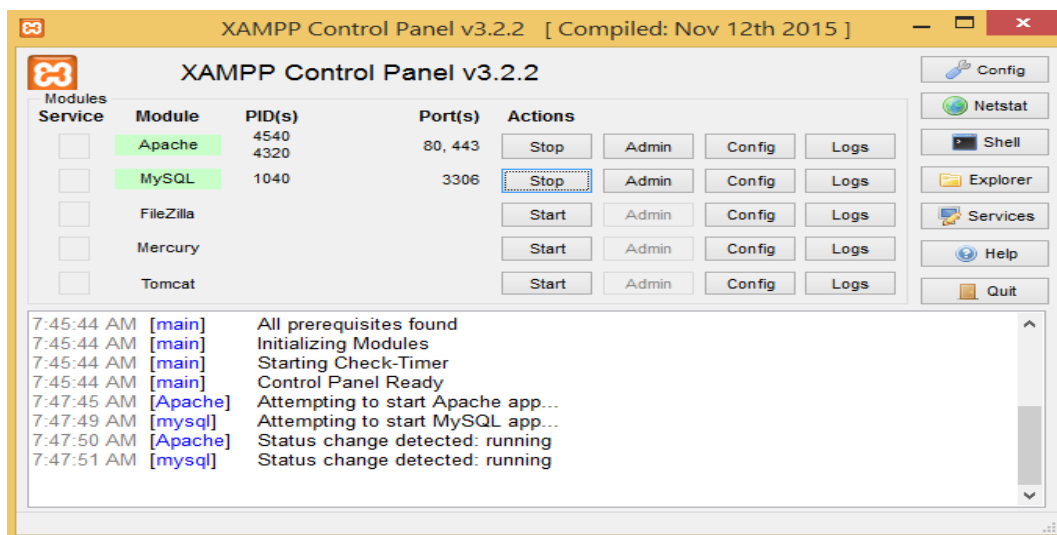 XAMPP Control Panel v3.2.2 [ Compiled: Nov 12th 2015 ]
XAMPP Control Panel v3.2.2
Config
Modules
Service Module PID(s) Port(s) Actions
Netstat
Apache 4540 4320 80, 443 Stop Admin Config Logs
Shell
MySQL 1040 3306 Stop Admin Config Logs
Explorer
FileZilla Start Admin Config Logs
Services
Mercury Start Admin Config Logs
Help
Tomcat Start Admin Config Logs
Quit
7:45:44 AM [main] All prerequisites found
7:45:44 AM [main] Initializing Modules
7:45:44 AM [main] Starting Check-Timer
7:45:44 AM [main] Control Panel Ready
7:47:45 AM [Apache] Attempting to start Apache app...
7:47:49 AM [mysql] Attempting to start MySQL app...
7:47:50 AM [Apache] Status change detected: running
7:47:51 AM [mysql] Status change detected: running